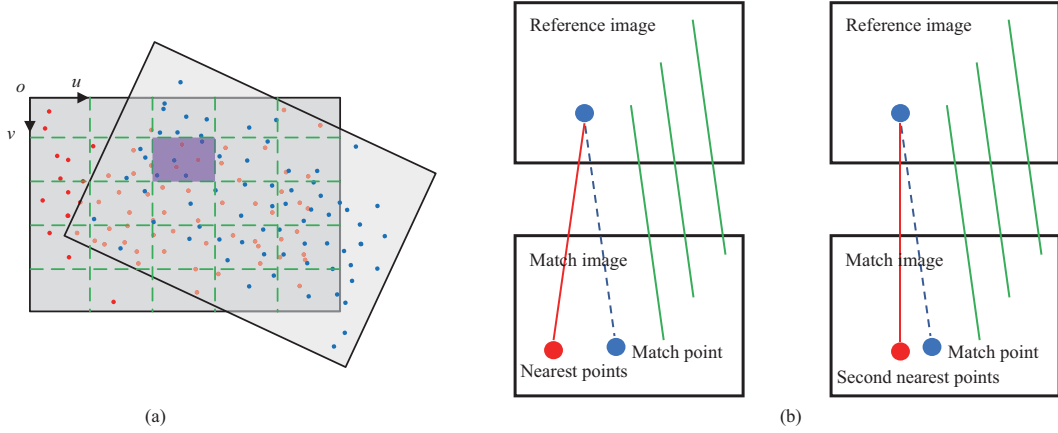 o
u
v
(a)
Reference image
Match image
Match point
Nearest points
Reference image
Match image
Match point
Second nearest points
(b)